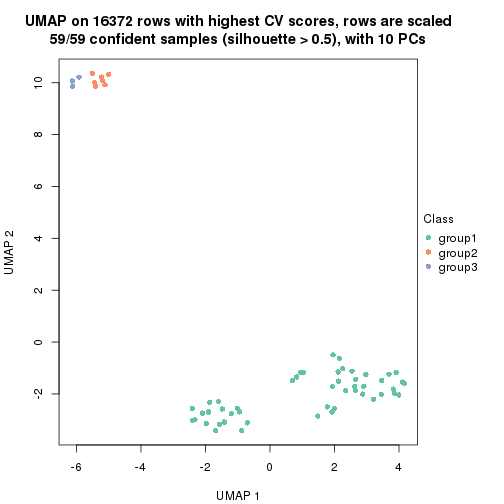 UMAP on 16372 rows with highest CV scores, rows are scaled
59/59 confident samples (silhouette > 0.5), with 10 PCs
10
8
6
4
2
0
-2
UMAP 2
-6
-4
-2
0
2
4
UMAP 1
Class
group1
group2
group3